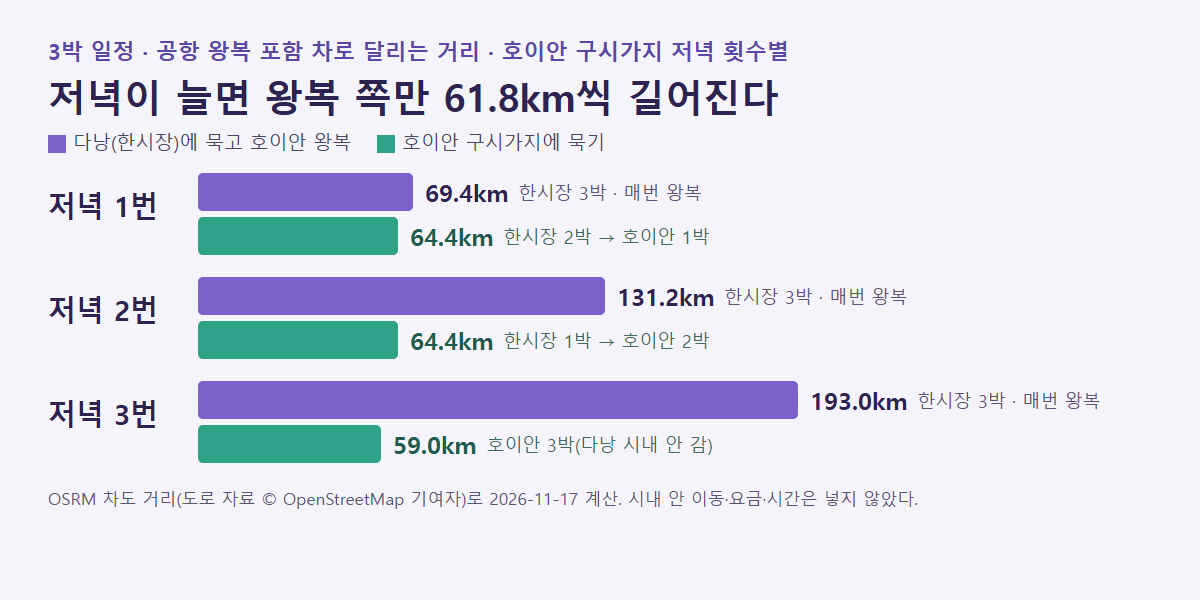 3박 일정 · 공항 왕복 포함 차로 달리는 거리 · 호이안 구시가지 저녁 횟수별
저녁이 늘면 왕복 쪽만 61.8km씩 길어진다
다낭(한시장)에 묵고 호이안 왕복 호이안 구시가지에 묵기
저녁 1번
69.4km 한시장 3박 · 매번 왕복
64.4km 한시장 2박 → 호이안 1박
저녁 2번
131.2km 한시장 3박 · 매번 왕복
64.4km 한시장 1박 → 호이안 2박
저녁 3번
193.0km 한시장 3박 · 매번 왕복
59.0km 호이안 3박(다낭 시내 안 감)
OSRM 차도 거리(도로 자료 © OpenStreetMap 기여자)로 2026-11-17 계산. 시내 안 이동·요금·시간은 넣지 않았다.